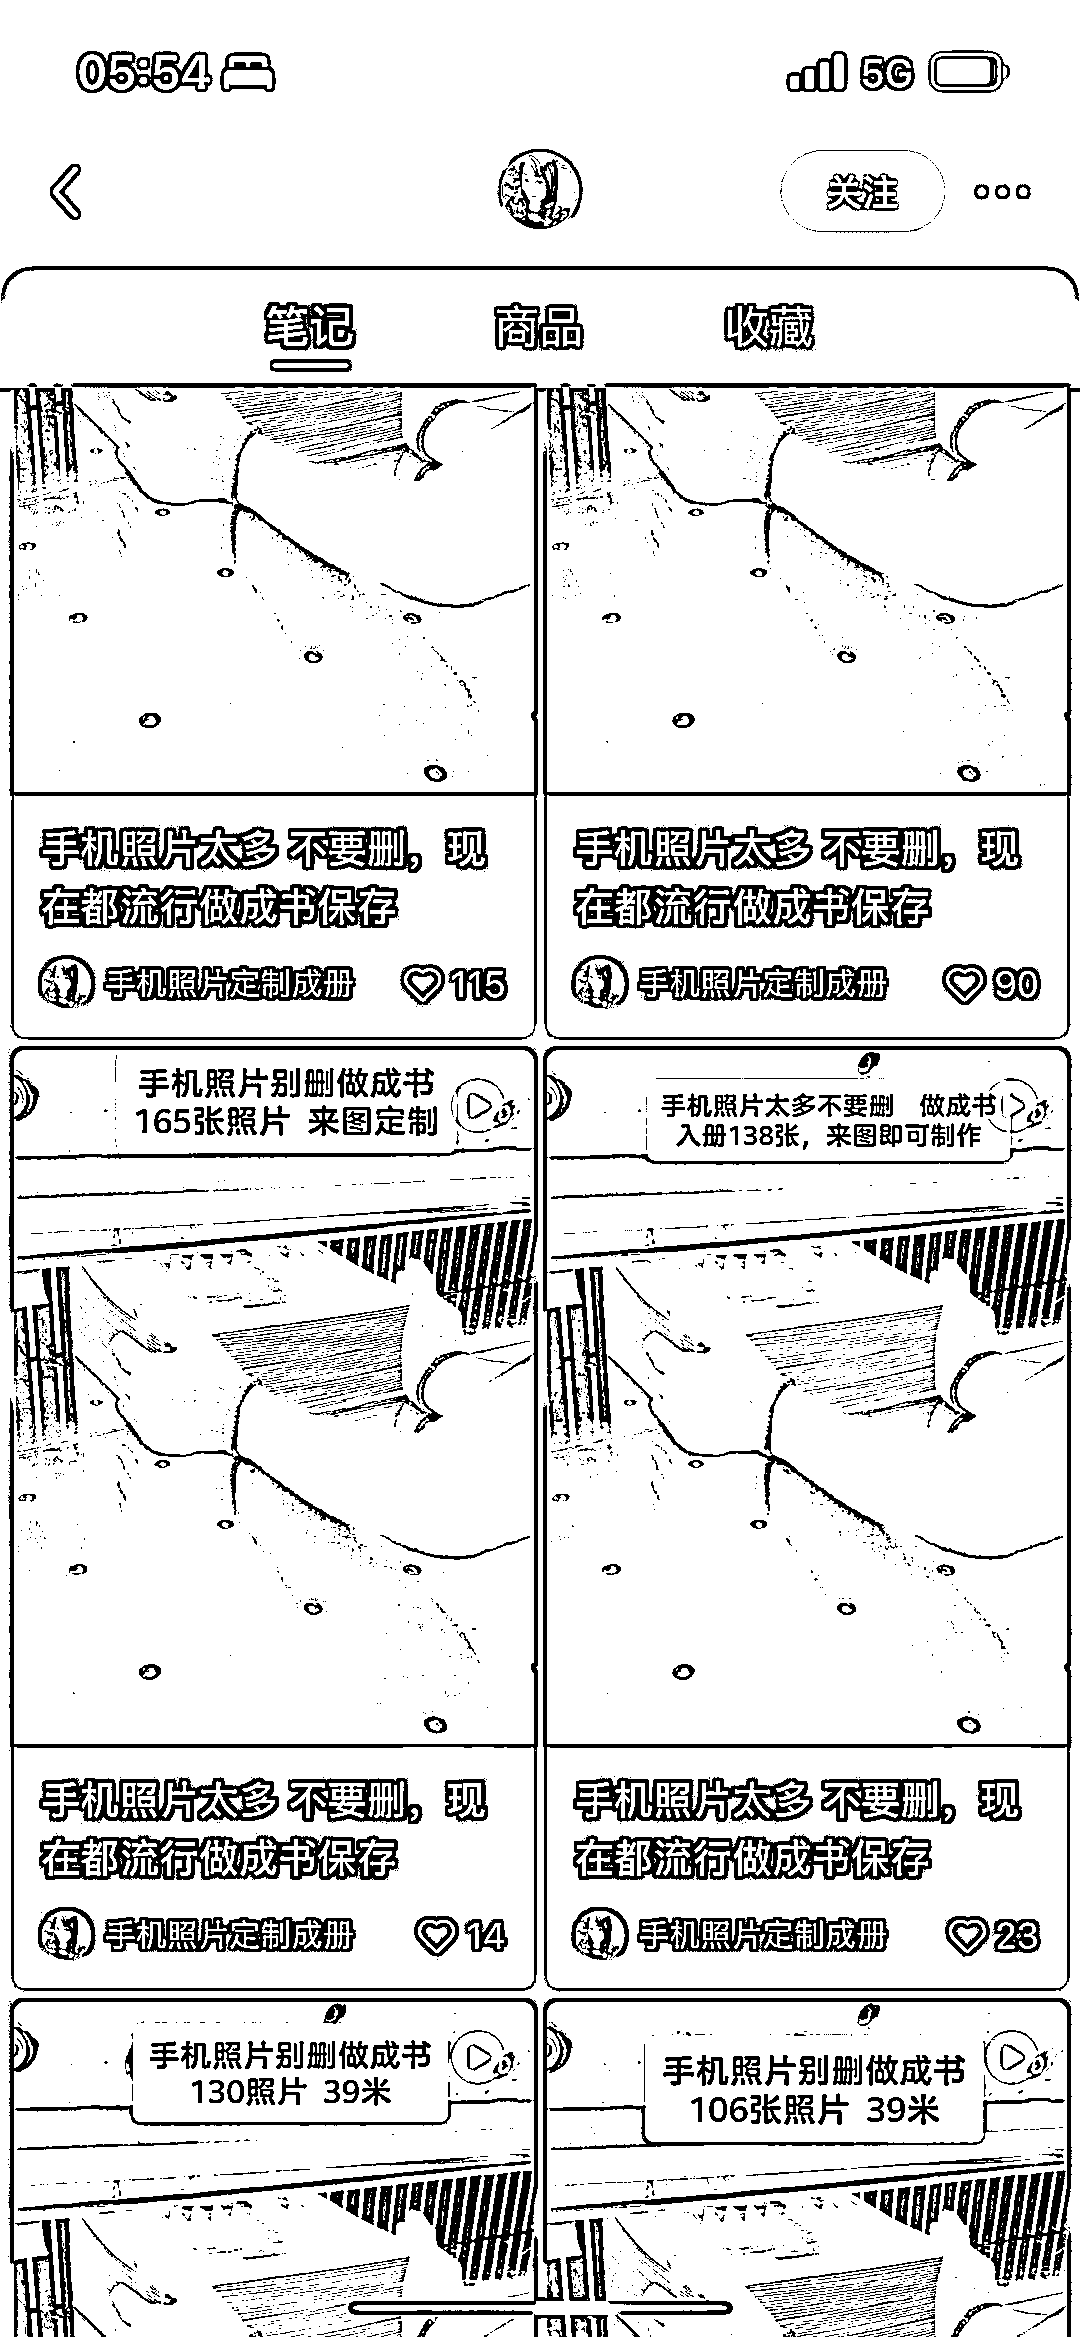 05:54
5G
关注
笔记
商品
收藏
手机照片太多 不要删，现
在都流行做成书保存
手机照片定制成册
115
手机照片太多 不要删，现
在都流行做成书保存
手机照片定制成册
90
手机照片别删做成书
165张照片 来图定制
手机照片太多 不要删，现
在都流行做成书保存
手机照片定制成册
14
手机照片太多不要删 做成书
入册138张，来图即可制作
手机照片太多 不要删，现
在都流行做成书保存
手机照片定制成册
23
手机照片别删做成书
130照片 39米
手机照片别删做成书
106张照片 39米